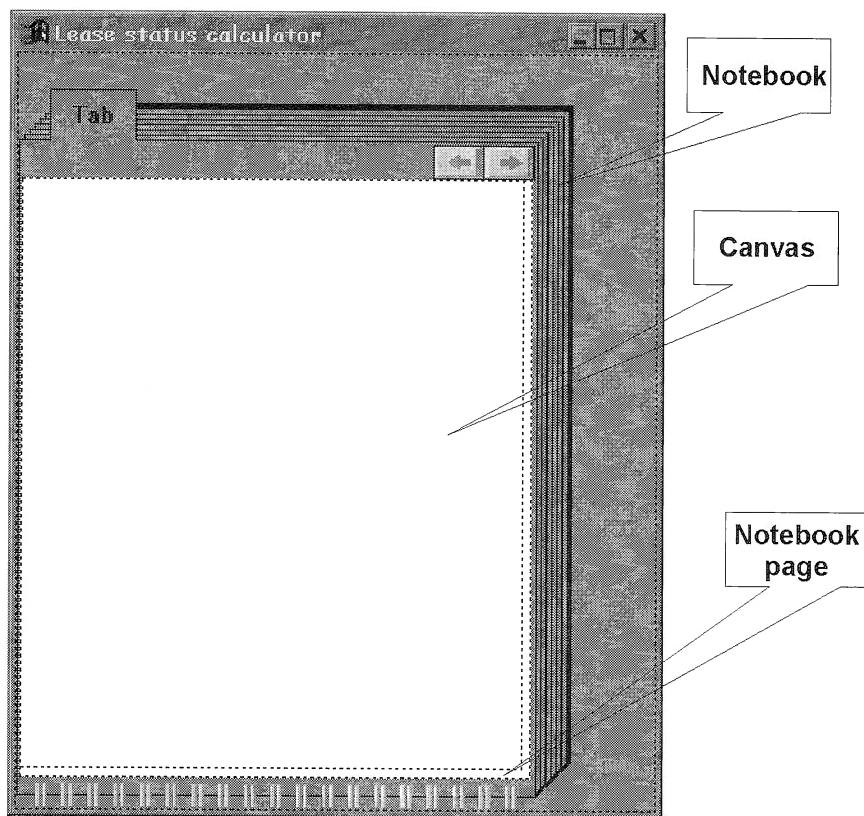 Lease status calculator
Notebook
Tab
Canvas
Notebook
page